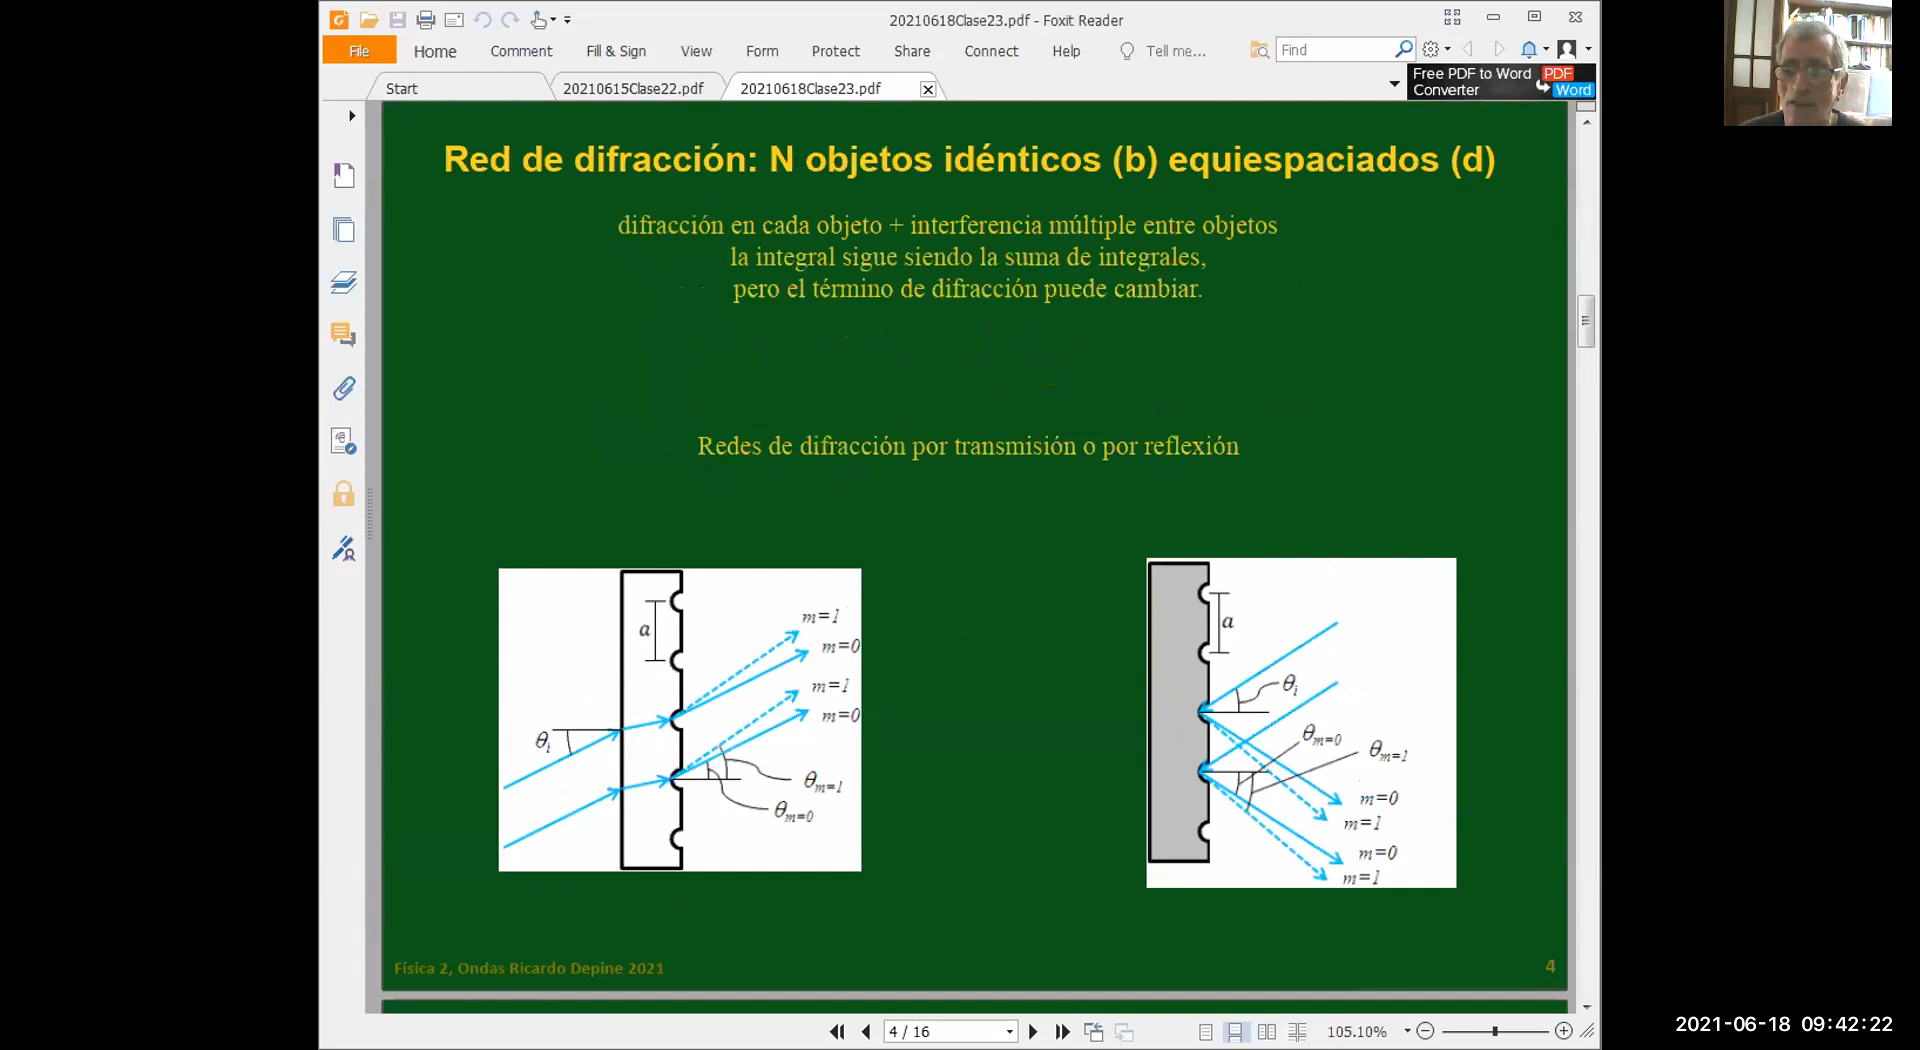 20210618Clase23.pdf - Foxit Reader
File Home Comment Fill & Sign View Form Protect Share Connect Help Tell me... Find
Start 20210615Clase22.pdf 20210618Clase23.pdf
Free PDF to Word PDF
Converter Word
Red de difracción: N objetos idénticos (b) equiespaciados (d)
difracción en cada objeto + interferencia múltiple entre objetos
la integral sigue siendo la suma de integrales,
pero el término de difracción puede cambiar.
Redes de difracción por transmisión o por reflexión
a
m=1
m=0
m=1
m=0
θi
θm=1
θm=0
a
θi
θm=0
θm=1
m=0
m=1
m=0
m=1
Física 2, Ondas Ricardo Depine 2021
4
4 / 16
105.10%
2021-06-18 09:42:22